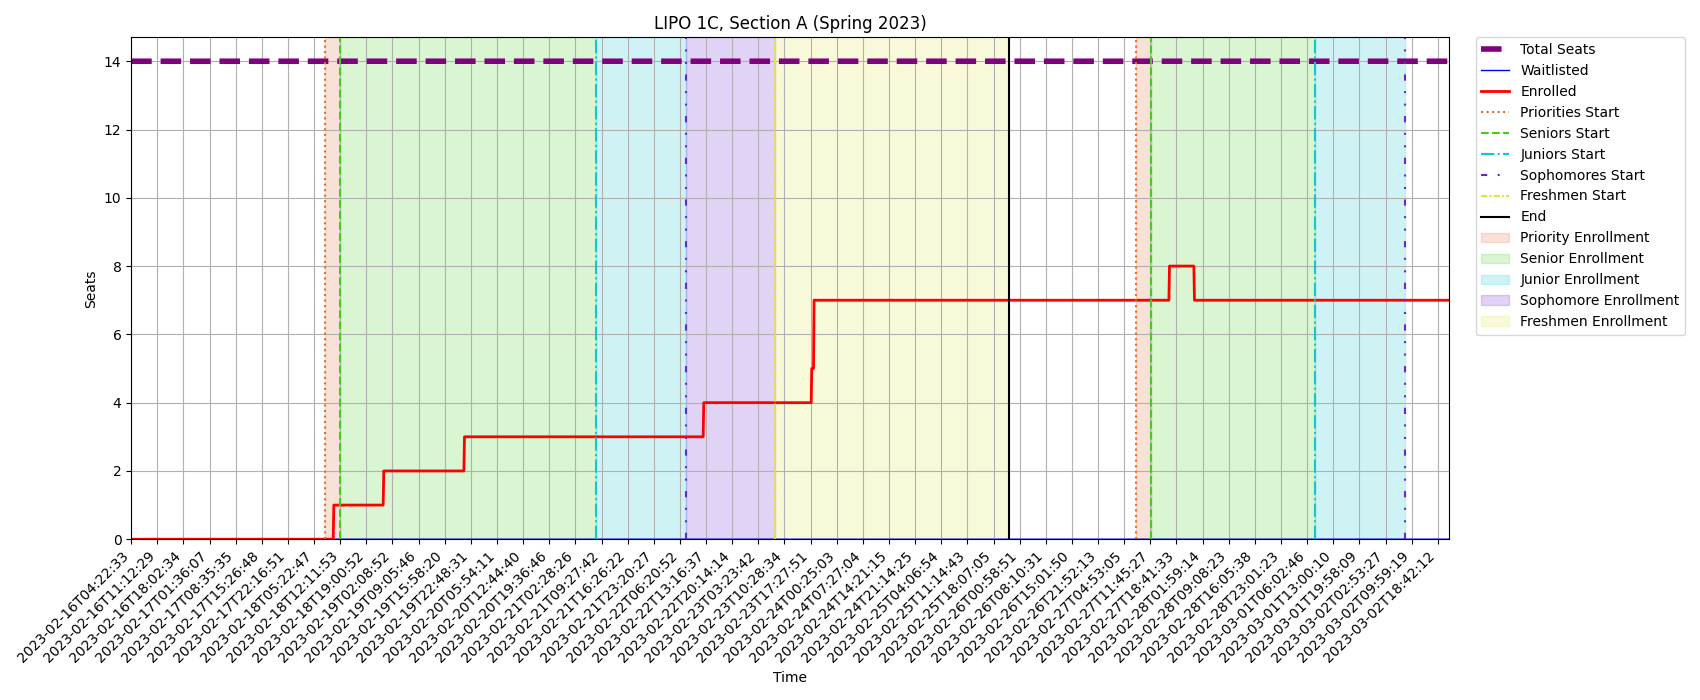 LIPO 1C, Section A (Spring 2023)
Seats
14
12
10
8
6
4
2
0
2023-02-16T04:22:33
2023-02-16T11:12:29
2023-02-16T18:02:34
2023-02-17T01:36:07
2023-02-17T08:35:35
2023-02-17T15:26:48
2023-02-17T22:16:51
2023-02-18T05:22:47
2023-02-18T12:11:53
2023-02-18T19:00:52
2023-02-19T02:08:52
2023-02-19T09:05:46
2023-02-19T15:58:20
2023-02-19T22:48:31
2023-02-20T05:54:11
2023-02-20T12:44:40
2023-02-20T19:36:46
2023-02-21T02:28:26
2023-02-21T09:27:42
2023-02-21T16:26:22
2023-02-21T23:20:27
2023-02-22T06:20:52
2023-02-22T13:16:37
2023-02-22T20:14:14
2023-02-23T03:23:42
2023-02-23T10:28:34
2023-02-23T17:27:51
2023-02-24T00:25:03
2023-02-24T07:27:04
2023-02-24T14:21:15
2023-02-24T21:14:25
2023-02-25T04:06:54
2023-02-25T11:14:43
2023-02-25T18:07:05
2023-02-26T00:58:51
2023-02-26T08:10:31
2023-02-26T15:01:50
2023-02-26T21:52:13
2023-02-27T04:53:05
2023-02-27T11:45:27
2023-02-27T18:41:33
2023-02-28T01:59:14
2023-02-28T09:08:23
2023-02-28T16:05:38
2023-02-28T23:01:23
2023-03-01T06:02:46
2023-03-01T13:00:10
2023-03-01T19:58:09
2023-03-02T02:53:27
2023-03-02T09:59:19
2023-03-02T18:42:12
Time
Total Seats
Waitlisted
Enrolled
Priorities Start
Seniors Start
Juniors Start
Sophomores Start
Freshmen Start
End
Priority Enrollment
Senior Enrollment
Junior Enrollment
Sophomore Enrollment
Freshmen Enrollment